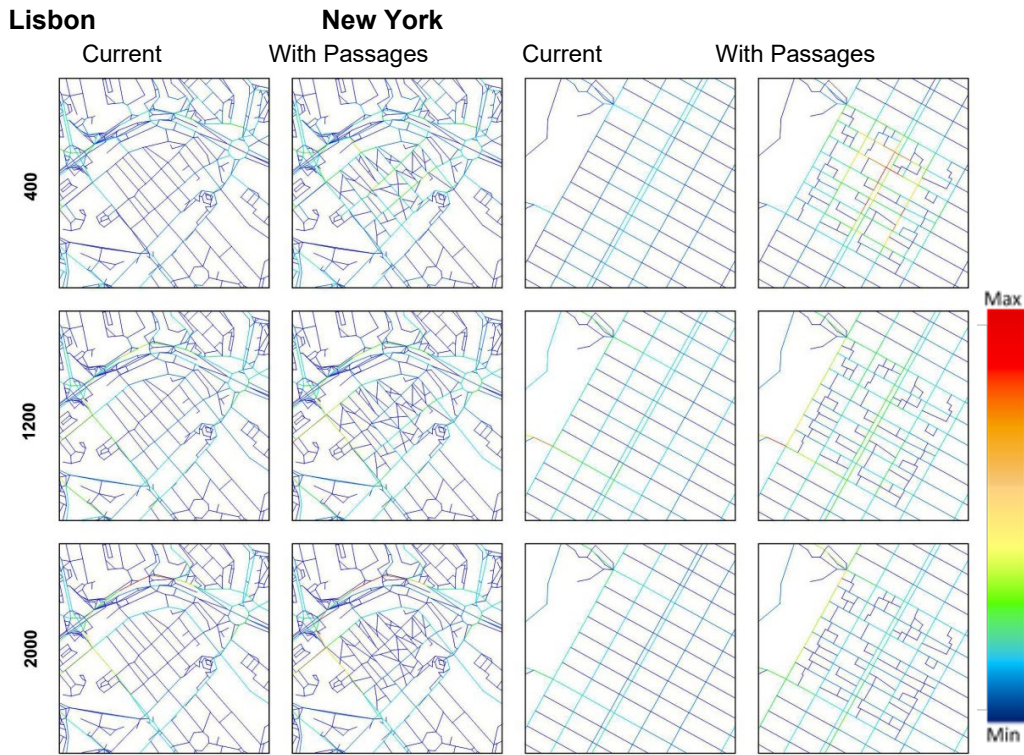 Lisbon New York
Current With Passages Current With Passages
400
1200
2000
Max
Min